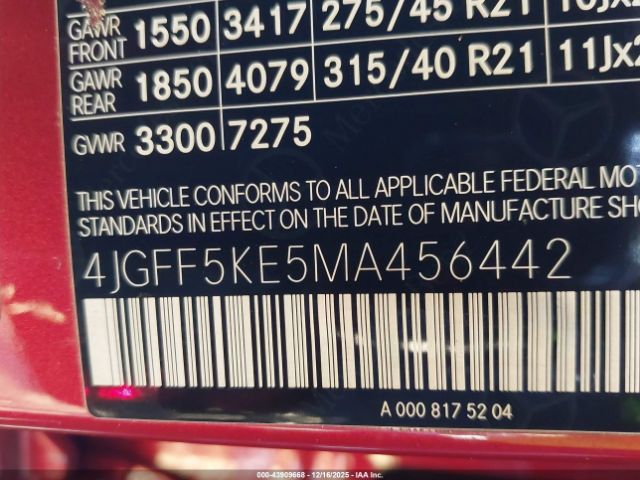 GAWR FRONT 1550 3417 275/45 R21 10Jx2
GAWR REAR 1850 4079 315/40 R21 11Jx2
GVWR 3300 7275
THIS VEHICLE CONFORMS TO ALL APPLICABLE FEDERAL MOT
STANDARDS IN EFFECT ON THE DATE OF MANUFACTURE SHO
4JGFF5KE5MA456442
A 000 817 52 04
000-43909668 - 12/16/2025 - IAA Inc.